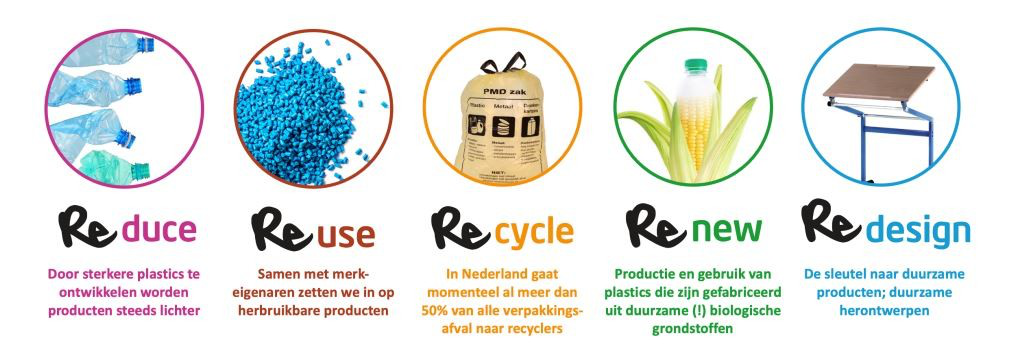 PMD zak
Plastic Metaal Drankenkartons
NIET:
Reduce
Door sterkere plastics te
ontwikkelen worden
producten steeds lichter
Reuse
Samen met merk-
eigenaren zetten we in op
herbruikbare producten
Recycle
In Nederland gaat
momenteel al meer dan
50% van alle verpakkings-
afval naar recyclers
Renew
Productie en gebruik van
plastics die zijn gefabriceerd
uit duurzame (!) biologische
grondstoffen
Redesign
De sleutel naar duurzame
producten; duurzame
herontwerpen